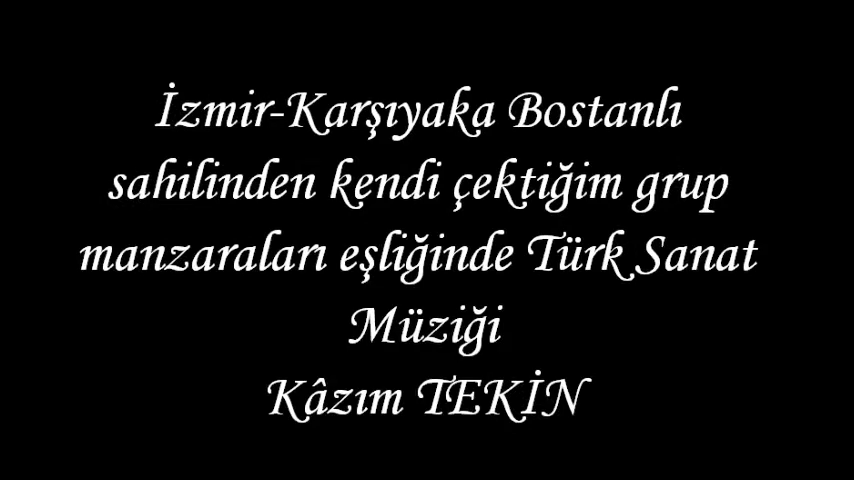 İzmir-Karşıyaka Bostanlı
sahilinden kendi çektiğim grup
manzaraları eşliğinde Türk Sanat
Müziği
Kâzım TEKİN